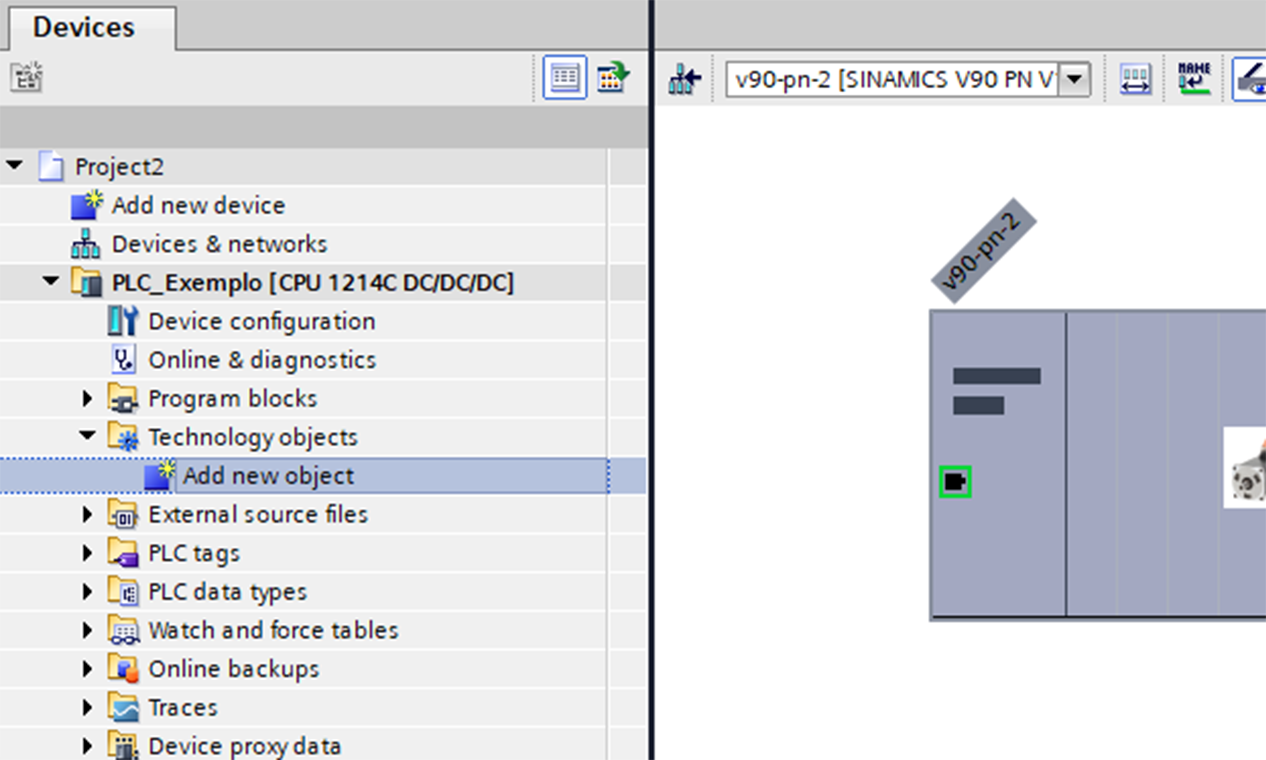 Devices
v90-pn-2 [SINAMICS V90 PN V
NAME
Project2
Add new device
Devices & networks
PLC_Exemplo [CPU 1214C DC/DC/DC]
Device configuration
Online & diagnostics
Program blocks
Technology objects
Add new object
External source files
PLC tags
PLC data types
Watch and force tables
Online backups
Traces
Device proxy data
v90-pn-2